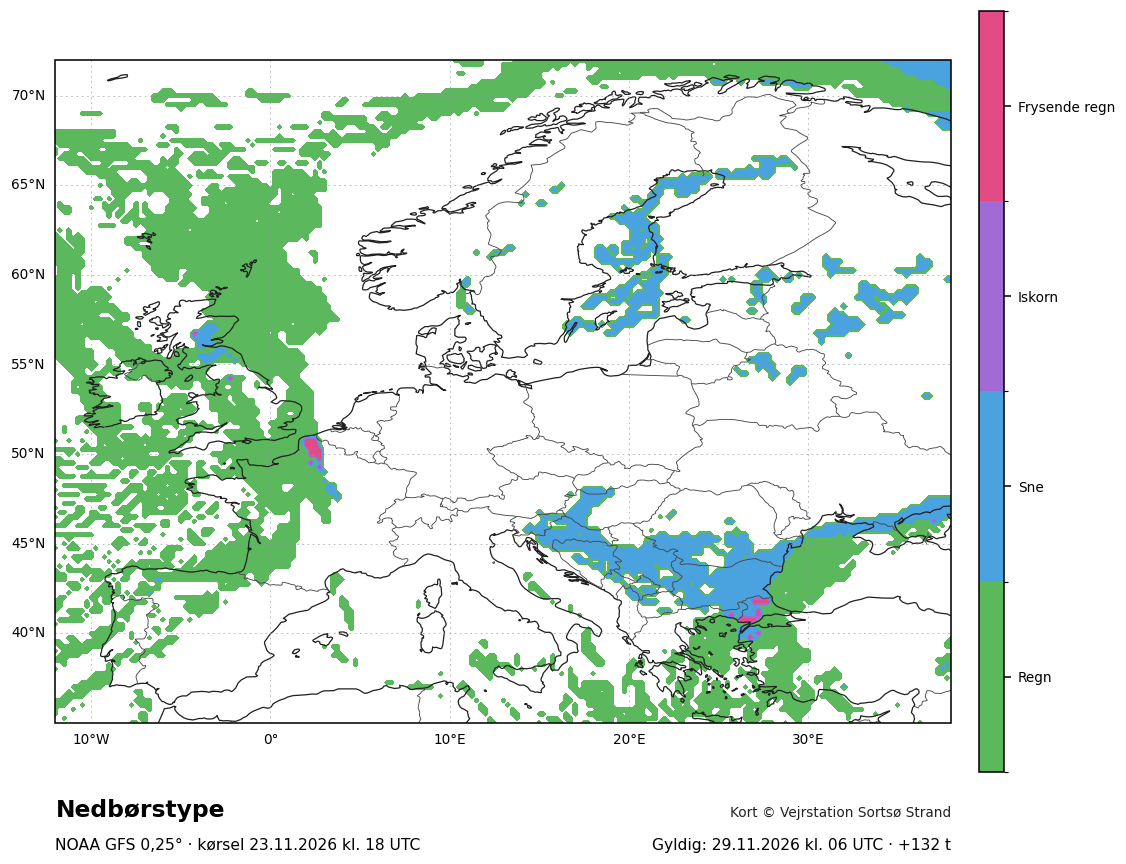 70°N
65°N
60°N
55°N
50°N
45°N
40°N
10°W 0° 10°E 20°E 30°E
Frysende regn
Iskorn
Sne
Regn
Nedbørstype
Kort © Vejrstation Sortsø Strand
NOAA GFS 0,25° · kørsel 23.11.2026 kl. 18 UTC
Gyldig: 29.11.2026 kl. 06 UTC · +132 t